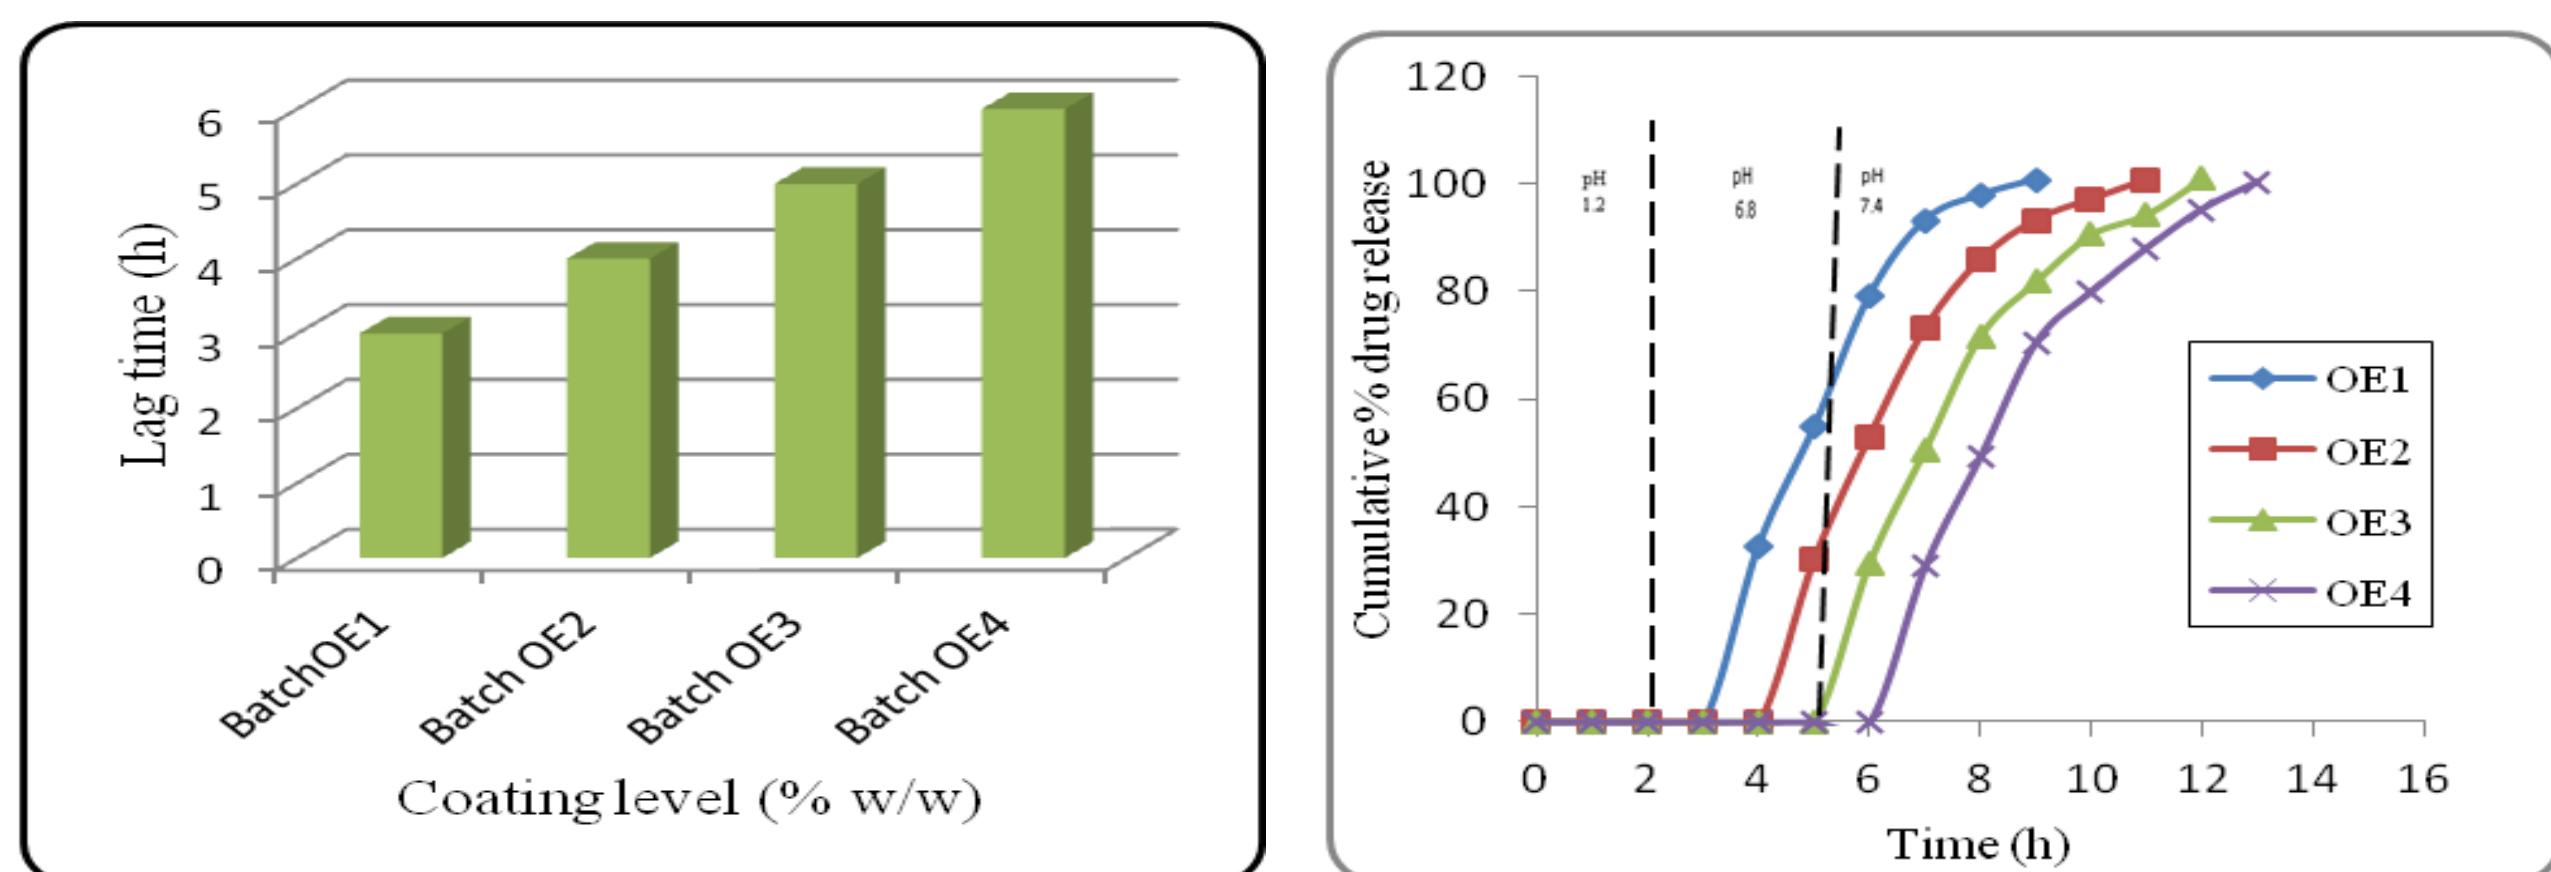 6
5
4
3
2
1
0
Lag time (h)
BatchOE1
Batch OE2
Batch OE3
Batch OE4
Coating level (% w/w)
120
100
80
60
40
20
0
Cumulative % drug release
pH
1.2
pH
6.8
pH
7.4
OE1
OE2
OE3
OE4
0 2 4 6 8 10 12 14 16
Time (h)